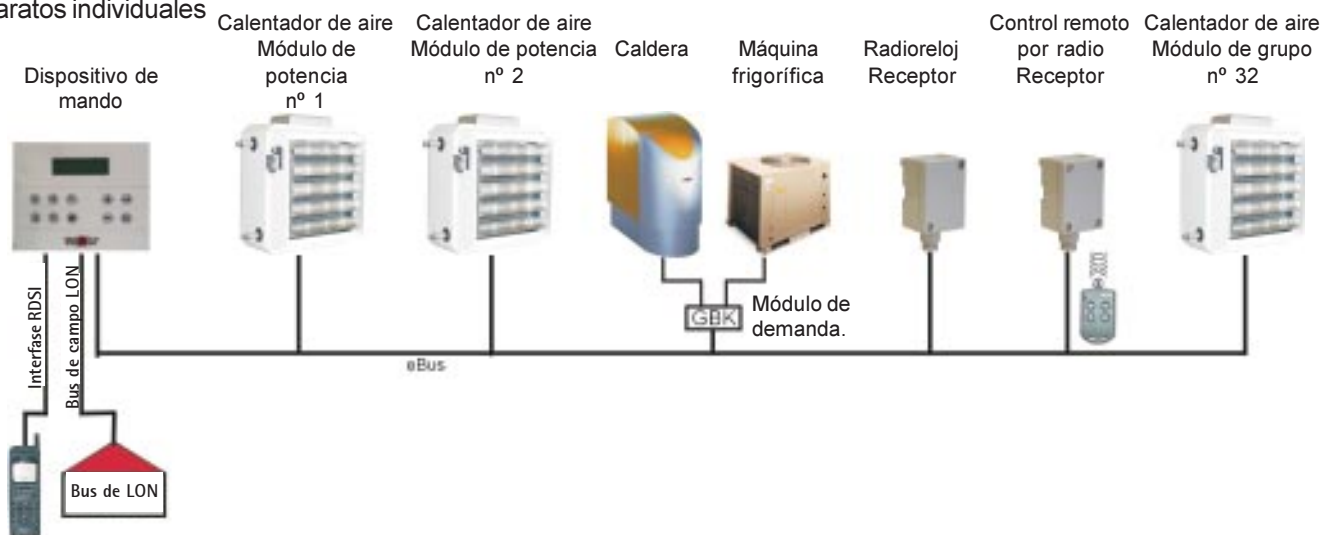 aratos individuales
Dispositivo de
mando
Calentador de aire
Módulo de
potencia
nº 1
Calentador de aire
Módulo de potencia
nº 2
Caldera
Máquina
frigorífica
Radioreloj
Receptor
Control remoto
por radio
Receptor
Calentador de aire
Módulo de grupo
nº 32
GBK
Módulo de
demanda.
eBus
Interfase RDSI
Bus de campo LON
Bus de LON